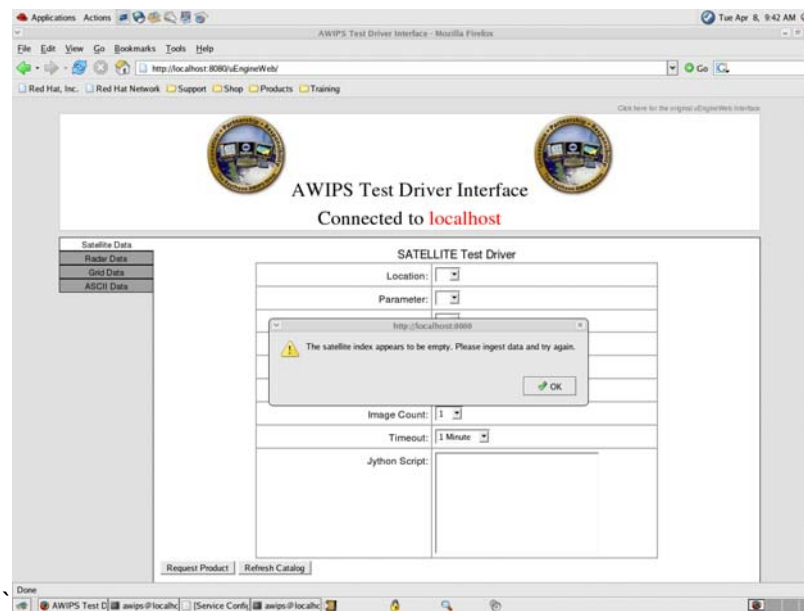 Applications Actions
Tue Apr 8, 9:42 AM
AWIPS Test Driver Interface - Mozilla Firefox
File Edit View Go Bookmarks Tools Help
http://localhost:8080/uEngineWeb/
Go
Red Hat, Inc. Red Hat Network Support Shop Products Training
Click here for the original uEngineWeb Interface
AWIPS Test Driver Interface
Connected to localhost
Satellite Data
Radar Data
Grid Data
ASCII Data
SATELLITE Test Driver
Location:
Parameter:
http://localhost:8080
The satellite index appears to be empty. Please ingest data and try again.
OK
Image Count: 1
Timeout: 1 Minute
Jython Script:
Request Product Refresh Catalog
Done
AWIPS Test D awips@localhc [Service Config awips@localhc